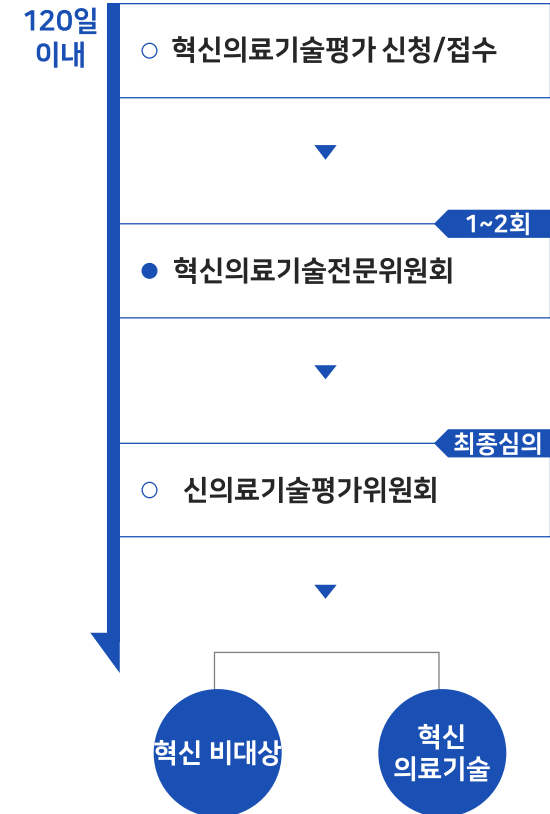 120일
이내
혁신의료기술평가 신청/접수
1~2회
혁신의료기술전문위원회
최종심의
신의료기술평가위원회
혁신 비대상
혁신
의료기술